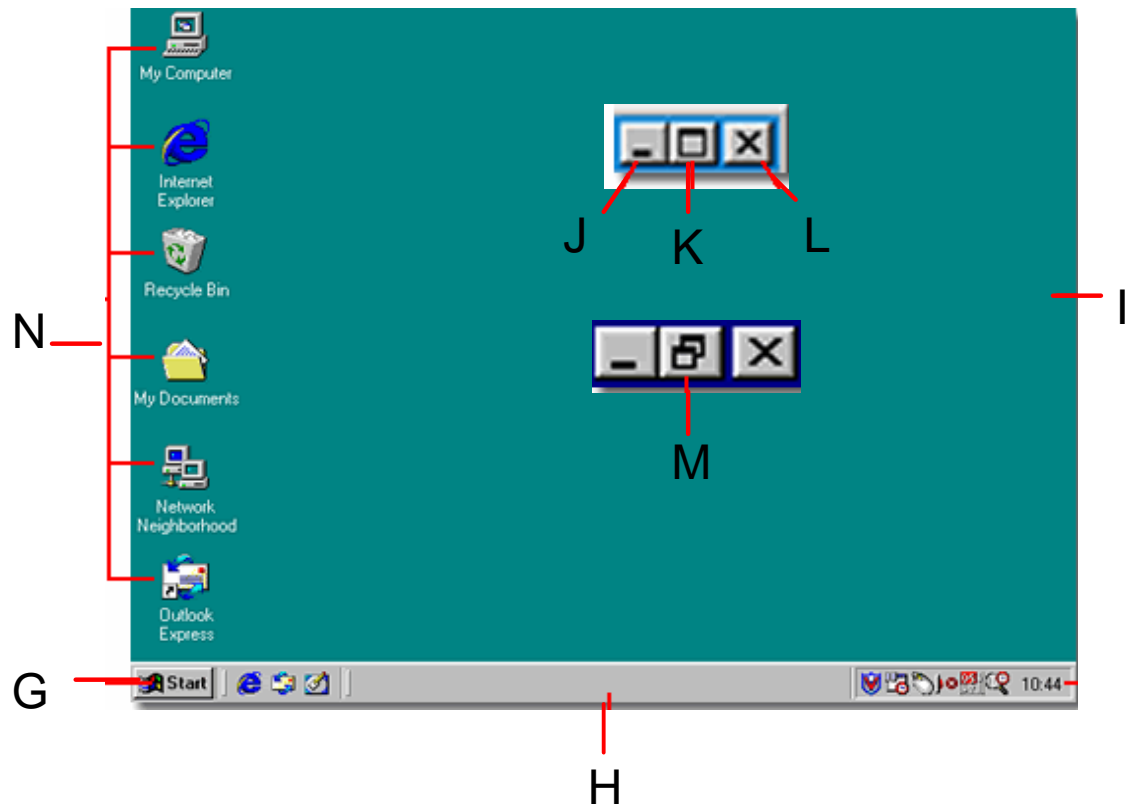 My Computer
Internet
Explorer
Recycle Bin
N
My Documents
Network
Neighborhood
Outlook
Express
J
K
L
I
M
G
Start
10:44
H